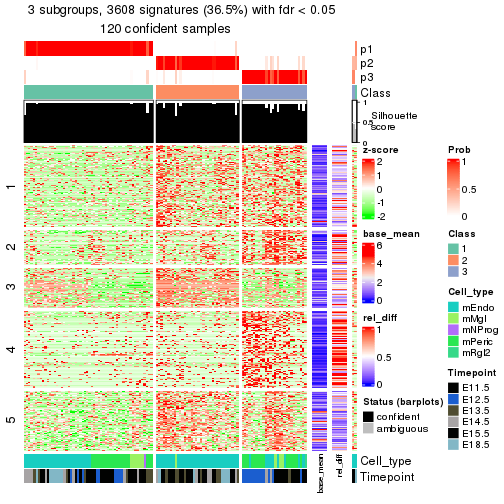 3 subgroups, 3608 signatures (36.5%) with fdr < 0.05
120 confident samples
p1
p2
p3
Class
1
0.5
0
Silhouette
score
1
2
3
4
5
z-score
2
1
0
-1
-2
Prob
1
0.5
0
base_mean
6
4
2
0
Class
1
2
3
Cell_type
mEndo
mMgl
mNProg
mPeric
mRgl2
rel_diff
1
0.5
0
Timepoint
E11.5
E12.5
E13.5
E14.5
E15.5
E18.5
Status (barplots)
confident
ambiguous
Cell_type
Timepoint
base_mean
rel_diff